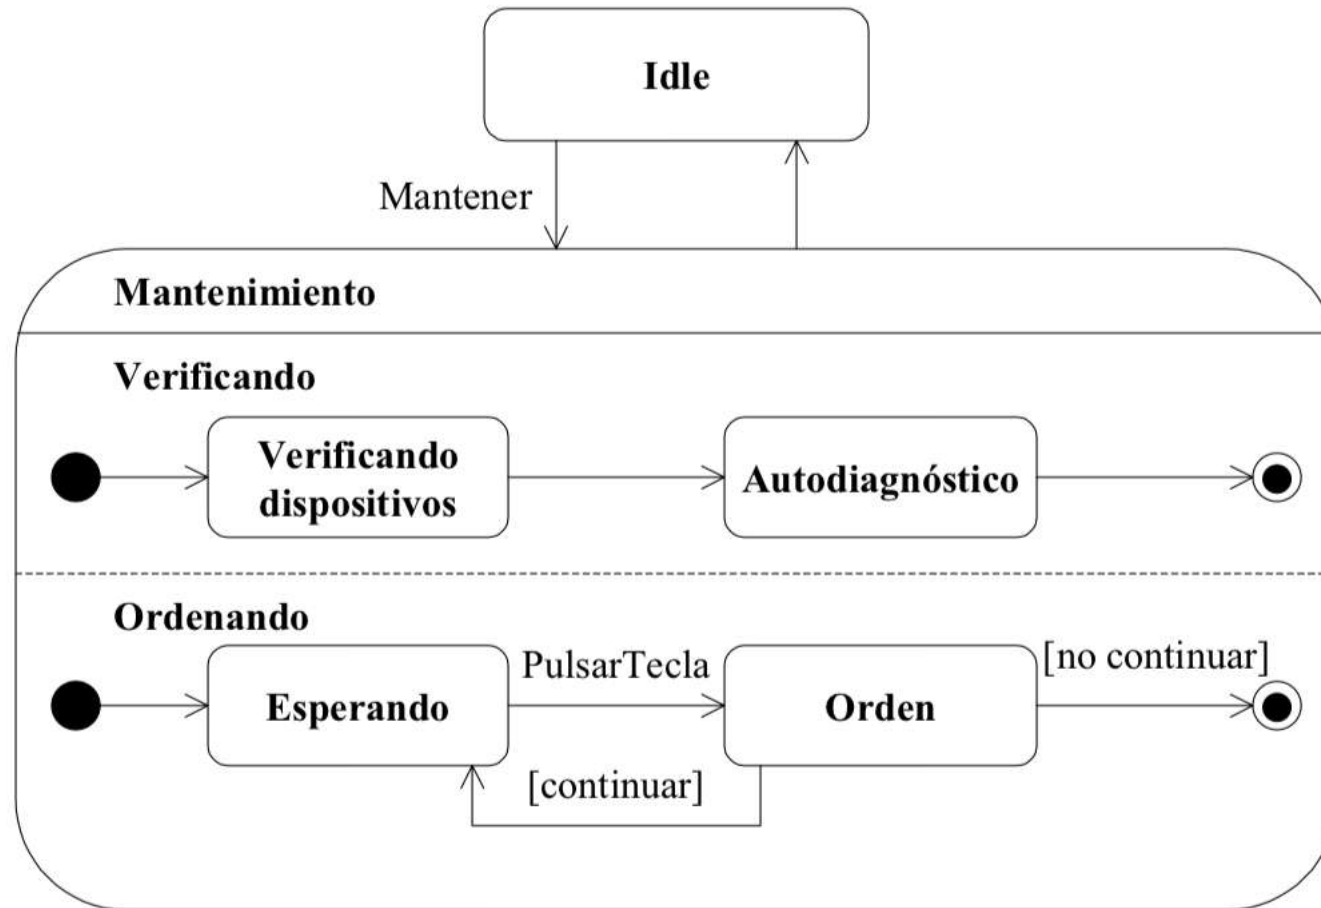 Idle
Mantener
Mantenimiento
Verificando
Verificando
dispositivos
Autodiagnóstico
Ordenando
Esperando
PulsarTecla
Orden
[no continuar]
[continuar]